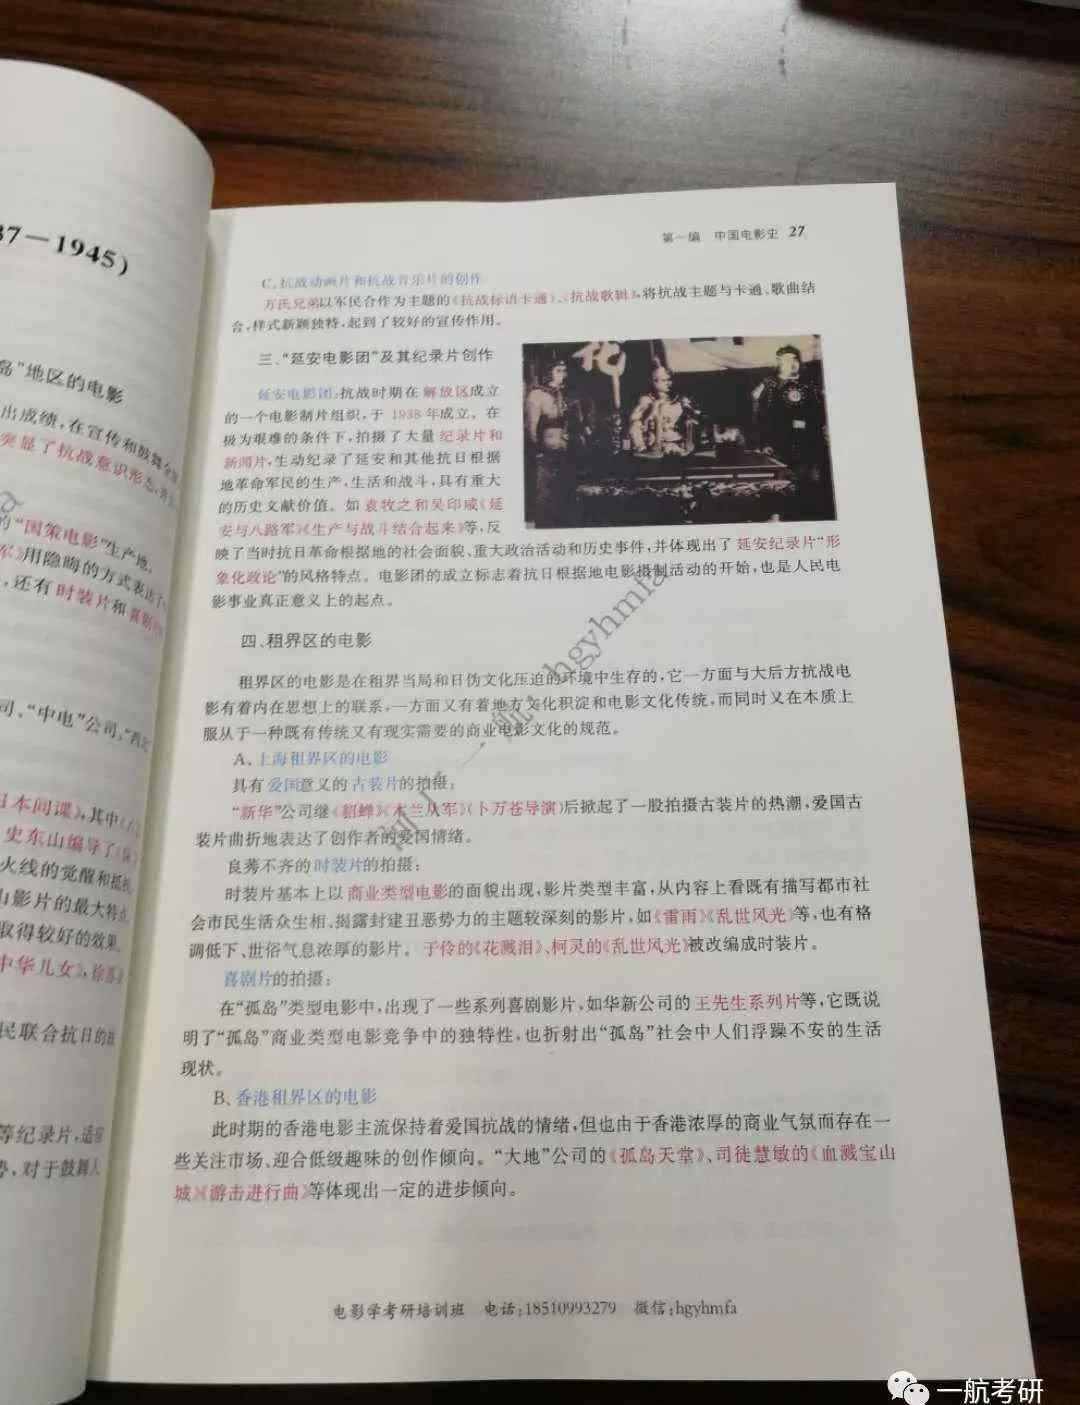 37—1945)
岛”地区的电影
出成绩,在宣传和鼓舞
突显了抗战意识形态,
的“国策电影”生产地,
军》用隐晦的方式表达了
,还有时装片和喜剧
司、“中电”公司、“西北
日本间谍》,其中《
史东山编导了《保
火线的觉醒和抵抗
山影片的最大特点
取得较好的效果
中华儿女》,徐苏
民联合抗日的故
等纪录片,适应
势,对于鼓舞人
第一编 中国电影史 27
C、抗战动画片和抗战音乐片的创作
万氏兄弟以军民合作为主题的《抗战标语卡通》、《抗战歌辑》,将抗战主题与卡通、歌曲结
合,样式新颖独特,起到了较好的宣传作用。
三、“延安电影团”及其纪录片创作
延安电影团,抗战时期在解放区成立
的一个电影制片组织,于 1938 年成立。在
极为艰难的条件下,拍摄了大量纪录片和
新闻片,生动纪录了延安和其他抗日根据
地革命军民的生产、生活和战斗,具有重大
的历史文献价值。如袁牧之和吴印咸《延
安与八路军》《生产与战斗结合起来》等,反
映了当时抗日革命根据地的社会面貌、重大政治活动和历史事件,并体现出了延安纪录片“形
象化政论”的风格特点。电影团的成立标志着抗日根据地电影摄制活动的开始,也是人民电
影事业真正意义上的起点。
四、租界区的电影
租界区的电影是在租界当局和日伪文化压迫的环境中生存的,它一方面与大后方抗战电
影有着内在思想上的联系,一方面又有着地方文化积淀和电影文化传统,而同时又在本质上
服从于一种既有传统又有现实需要的商业电影文化的规范。
A、上海租界区的电影
具有爱国意义的古装片的拍摄:
“新华”公司继《貂蝉》《木兰从军》(卜万苍导演)后掀起了一股拍摄古装片的热潮,爱国古
装片曲折地表达了创作者的爱国情绪。
良莠不齐的时装片的拍摄:
时装片基本上以商业类型电影的面貌出现,影片类型丰富,从内容上看既有描写都市社
会市民生活众生相、揭露封建丑恶势力的主题较深刻的影片,如《雷雨》《乱世风光》等,也有格
调低下、世俗气息浓厚的影片。于伶的《花溅泪》、柯灵的《乱世风光》被改编成时装片。
喜剧片的拍摄:
在“孤岛”类型电影中,出现了一些系列喜剧影片,如华新公司的王先生系列片等,它既说
明了“孤岛”商业类型电影竞争中的独特性,也折射出“孤岛”社会中人们浮躁不安的生活
现状。
B、香港租界区的电影
此时期的香港电影主流保持着爱国抗战的情绪,但也由于香港浓厚的商业气氛而存在一
些关注市场、迎合低级趣味的创作倾向。“大地”公司的《孤岛天堂》、司徒慧敏的《血溅宝山
城》《游击进行曲》等体现出一定的进步倾向。
电影学考研培训班 电话:18510993279 微信:hgyhmfa
一航考研